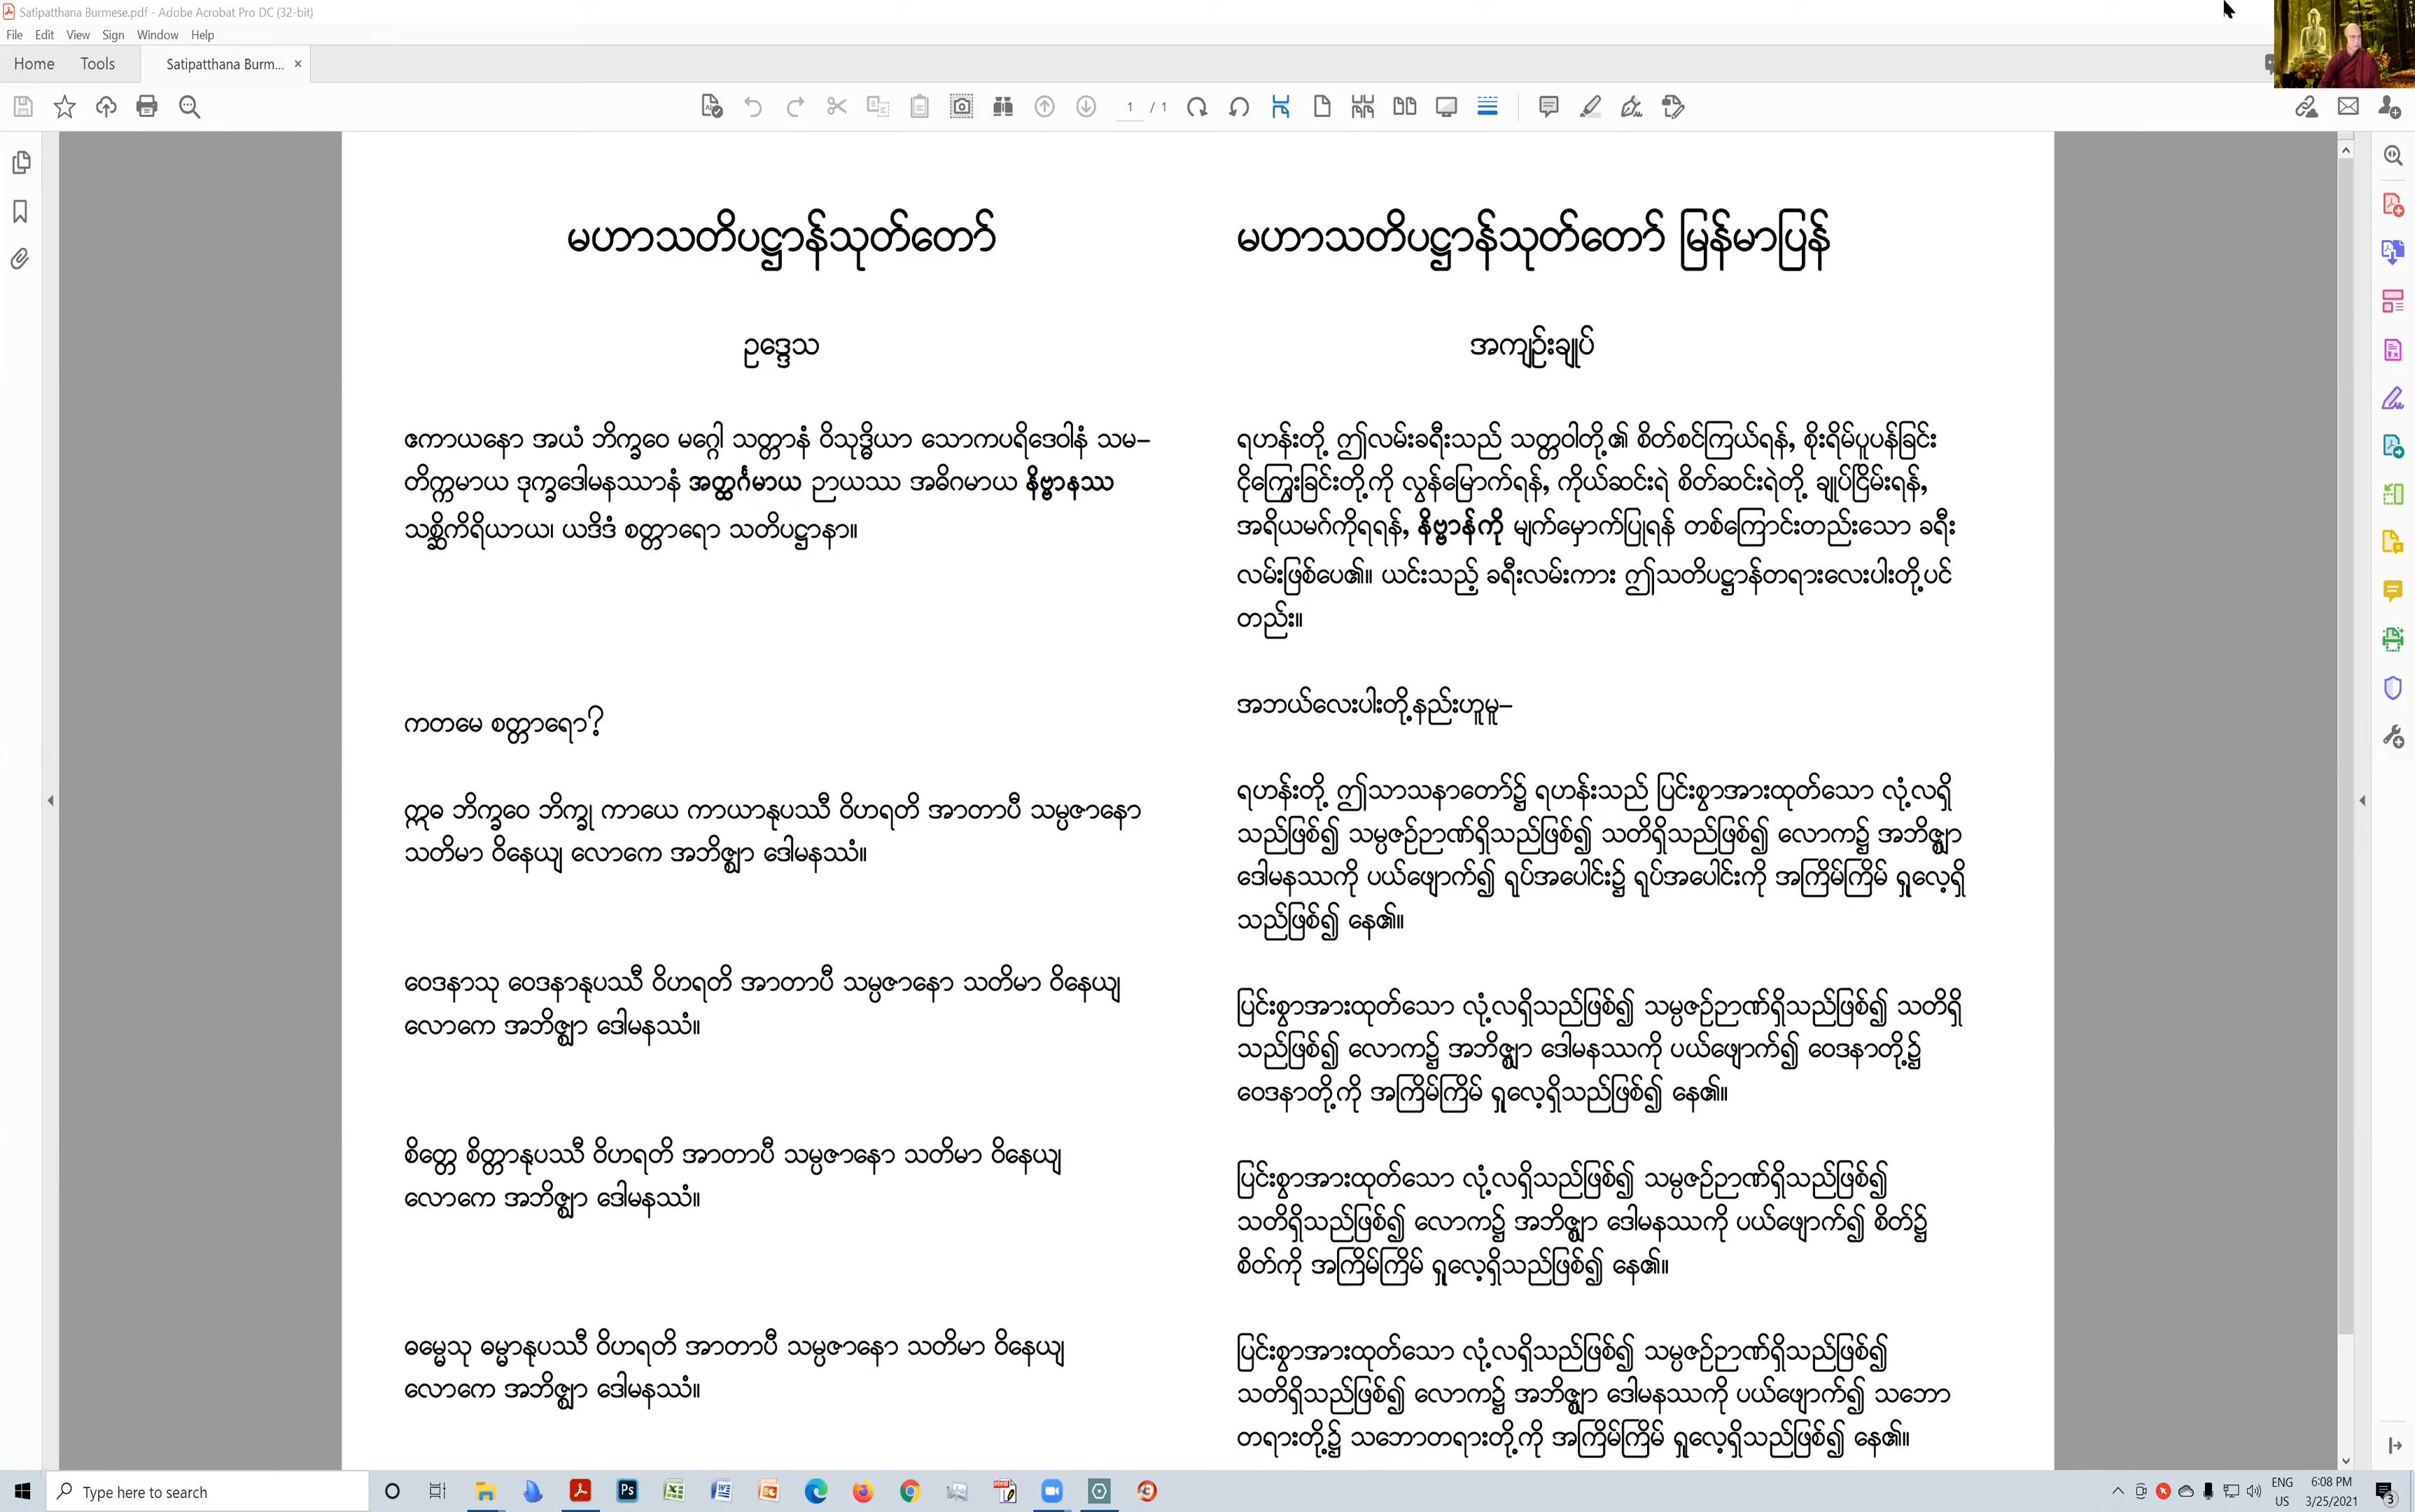 Satipatthana Burmese.pdf - Adobe Acrobat Pro DC (32-bit)
File Edit View Sign Window Help
Home Tools Satipatthana Burm... ×
1 / 1
မဟာသတိပဋ္ဌာန်သုတ်တော်
ဥဒ္ဒေသ
ဧကာယနော အယံ ဘိက္ခဝေ မဂ္ဂေါ သတ္တာနံ ဝိသုဒ္ဓိယာ သောကပရိဒေဝါနံ သမ–
တိက္ကမာယ ဒုက္ခဒေါမနဿာနံ အတ္ထင်္ဂမာယ ဉာယဿ အဓိဂမာယ နိဗ္ဗာနဿ
သစ္ဆိကိရိယာယ၊ ယဒိဒံ စတ္တာရော သတိပဋ္ဌာနာ။
ကတမေ စတ္တာရော?
ဣဓ ဘိက္ခဝေ ဘိက္ခု ကာယေ ကာယာနုပဿီ ဝိဟရတိ အာတာပီ သမ္ပဇာနော
သတိမာ ဝိနေယျ လောကေ အဘိဇ္ဈာ ဒေါမနဿံ။
ဝေဒနာသု ဝေဒနာနုပဿီ ဝိဟရတိ အာတာပီ သမ္ပဇာနော သတိမာ ဝိနေယျ
လောကေ အဘိဇ္ဈာ ဒေါမနဿံ။
စိတ္တေ စိတ္တာနုပဿီ ဝိဟရတိ အာတာပီ သမ္ပဇာနော သတိမာ ဝိနေယျ
လောကေ အဘိဇ္ဈာ ဒေါမနဿံ။
ဓမ္မေသု ဓမ္မာနုပဿီ ဝိဟရတိ အာတာပီ သမ္ပဇာနော သတိမာ ဝိနေယျ
လောကေ အဘိဇ္ဈာ ဒေါမနဿံ။
မဟာသတိပဋ္ဌာန်သုတ်တော် မြန်မာပြန်
အကျဉ်းချုပ်
ရဟန်းတို့ ဤလမ်းခရီးသည် သတ္တဝါတို့၏ စိတ်စင်ကြယ်ရန်, စိုးရိမ်ပူပန်ခြင်း
ငိုကြွေးခြင်းတို့ကို လွန်မြောက်ရန်, ကိုယ်ဆင်းရဲ စိတ်ဆင်းရဲတို့ ချုပ်ငြိမ်းရန်,
အရိယမဂ်ကိုရရန်, နိဗ္ဗာန်ကို မျက်မှောက်ပြုရန် တစ်ကြောင်းတည်းသော ခရီး
လမ်းဖြစ်ပေ၏။ ယင်းသည့် ခရီးလမ်းကား ဤသတိပဋ္ဌာန်တရားလေးပါးတို့ပင်
တည်း။
အဘယ်လေးပါးတို့နည်းဟူမူ–
ရဟန်းတို့ ဤသာသနာတော်၌ ရဟန်းသည် ပြင်းစွာအားထုတ်သော လုံ့လရှိ
သည်ဖြစ်၍ သမ္ပဇဉ်ဉာဏ်ရှိသည်ဖြစ်၍ သတိရှိသည်ဖြစ်၍ လောက၌ အဘိဇ္ဈာ
ဒေါမနဿကို ပယ်ဖျောက်၍ ရုပ်အပေါင်း၌ ရုပ်အပေါင်းကို အကြိမ်ကြိမ် ရှုလေ့ရှိ
သည်ဖြစ်၍ နေ၏။
ပြင်းစွာအားထုတ်သော လုံ့လရှိသည်ဖြစ်၍ သမ္ပဇဉ်ဉာဏ်ရှိသည်ဖြစ်၍ သတိရှိ
သည်ဖြစ်၍ လောက၌ အဘိဇ္ဈာ ဒေါမနဿကို ပယ်ဖျောက်၍ ဝေဒနာတို့၌
ဝေဒနာတို့ကို အကြိမ်ကြိမ် ရှုလေ့ရှိသည်ဖြစ်၍ နေ၏။
ပြင်းစွာအားထုတ်သော လုံ့လရှိသည်ဖြစ်၍ သမ္ပဇဉ်ဉာဏ်ရှိသည်ဖြစ်၍
သတိရှိသည်ဖြစ်၍ လောက၌ အဘိဇ္ဈာ ဒေါမနဿကို ပယ်ဖျောက်၍ စိတ်၌
စိတ်ကို အကြိမ်ကြိမ် ရှုလေ့ရှိသည်ဖြစ်၍ နေ၏။
ပြင်းစွာအားထုတ်သော လုံ့လရှိသည်ဖြစ်၍ သမ္ပဇဉ်ဉာဏ်ရှိသည်ဖြစ်၍
သတိရှိသည်ဖြစ်၍ လောက၌ အဘိဇ္ဈာ ဒေါမနဿကို ပယ်ဖျောက်၍ သဘော
တရားတို့၌ သဘောတရားတို့ကို အကြိမ်ကြိမ် ရှုလေ့ရှိသည်ဖြစ်၍ နေ၏။
Type here to search
ENG
US
6:08 PM
3/25/2021
3